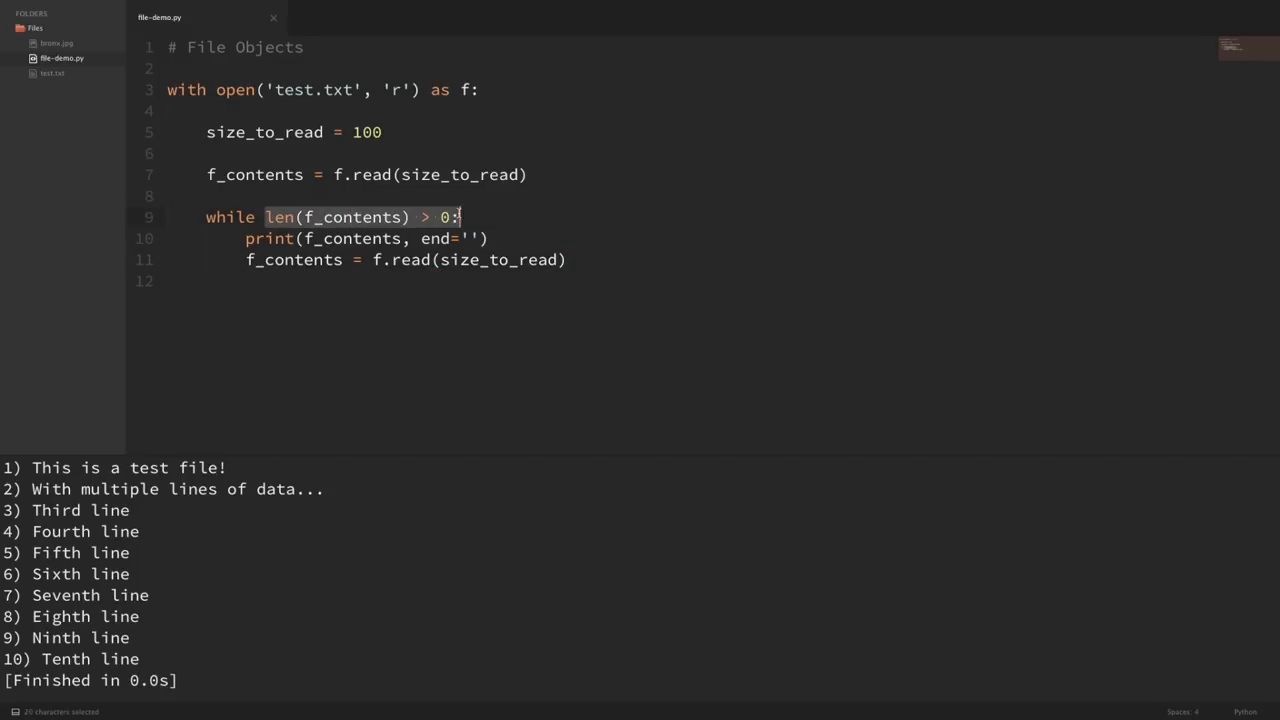 FOLDERS
Files
bronx.jpg
file-demo.py
test.txt
file-demo.py
1 # File Objects
2
3 with open('test.txt', 'r') as f:
4
5     size_to_read = 100
6
7     f_contents = f.read(size_to_read)
8
9     while len(f_contents) > 0:
10         print(f_contents, end='')
11         f_contents = f.read(size_to_read)
12
1) This is a test file!
2) With multiple lines of data...
3) Third line
4) Fourth line
5) Fifth line
6) Sixth line
7) Seventh line
8) Eighth line
9) Ninth line
10) Tenth line
[Finished in 0.0s]
20 characters selected
Spaces: 4
Python